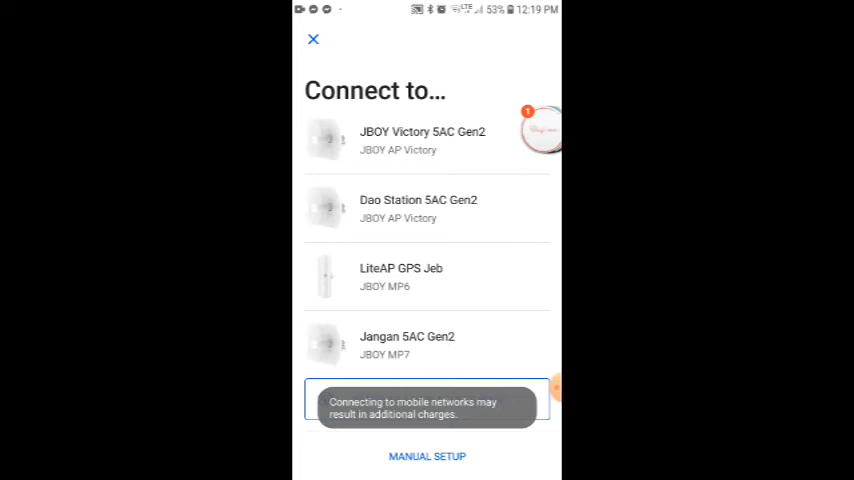 53% 12:19 PM
LTE
Connect to...
1
JBOY Victory 5AC Gen2
JBOY AP Victory
Dao Station 5AC Gen2
JBOY AP Victory
LiteAP GPS Jeb
JBOY MP6
Jangan 5AC Gen2
JBOY MP7
Connecting to mobile networks may
result in additional charges.
MANUAL SETUP